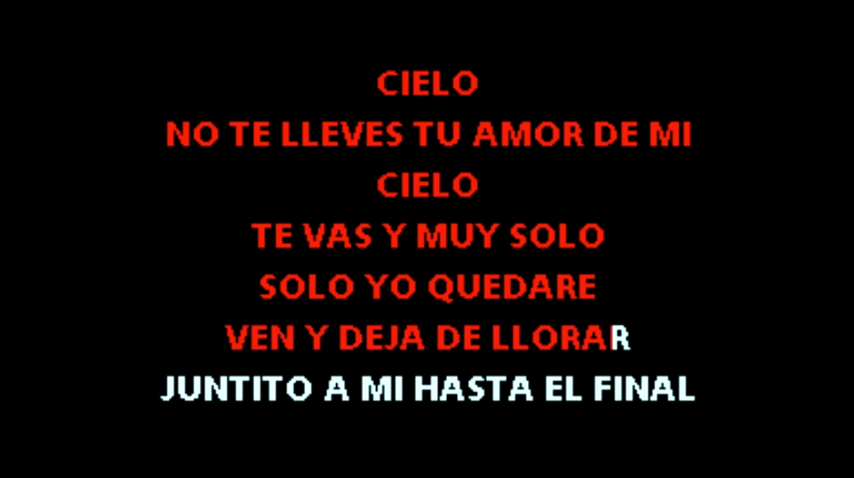 CIELO
NO TE LLEVES TU AMOR DE MI
CIELO
TE VAS Y MUY SOLO
SOLO YO QUEDARE
VEN Y DEJA DE LLORAR
JUNTITO A MI HASTA EL FINAL